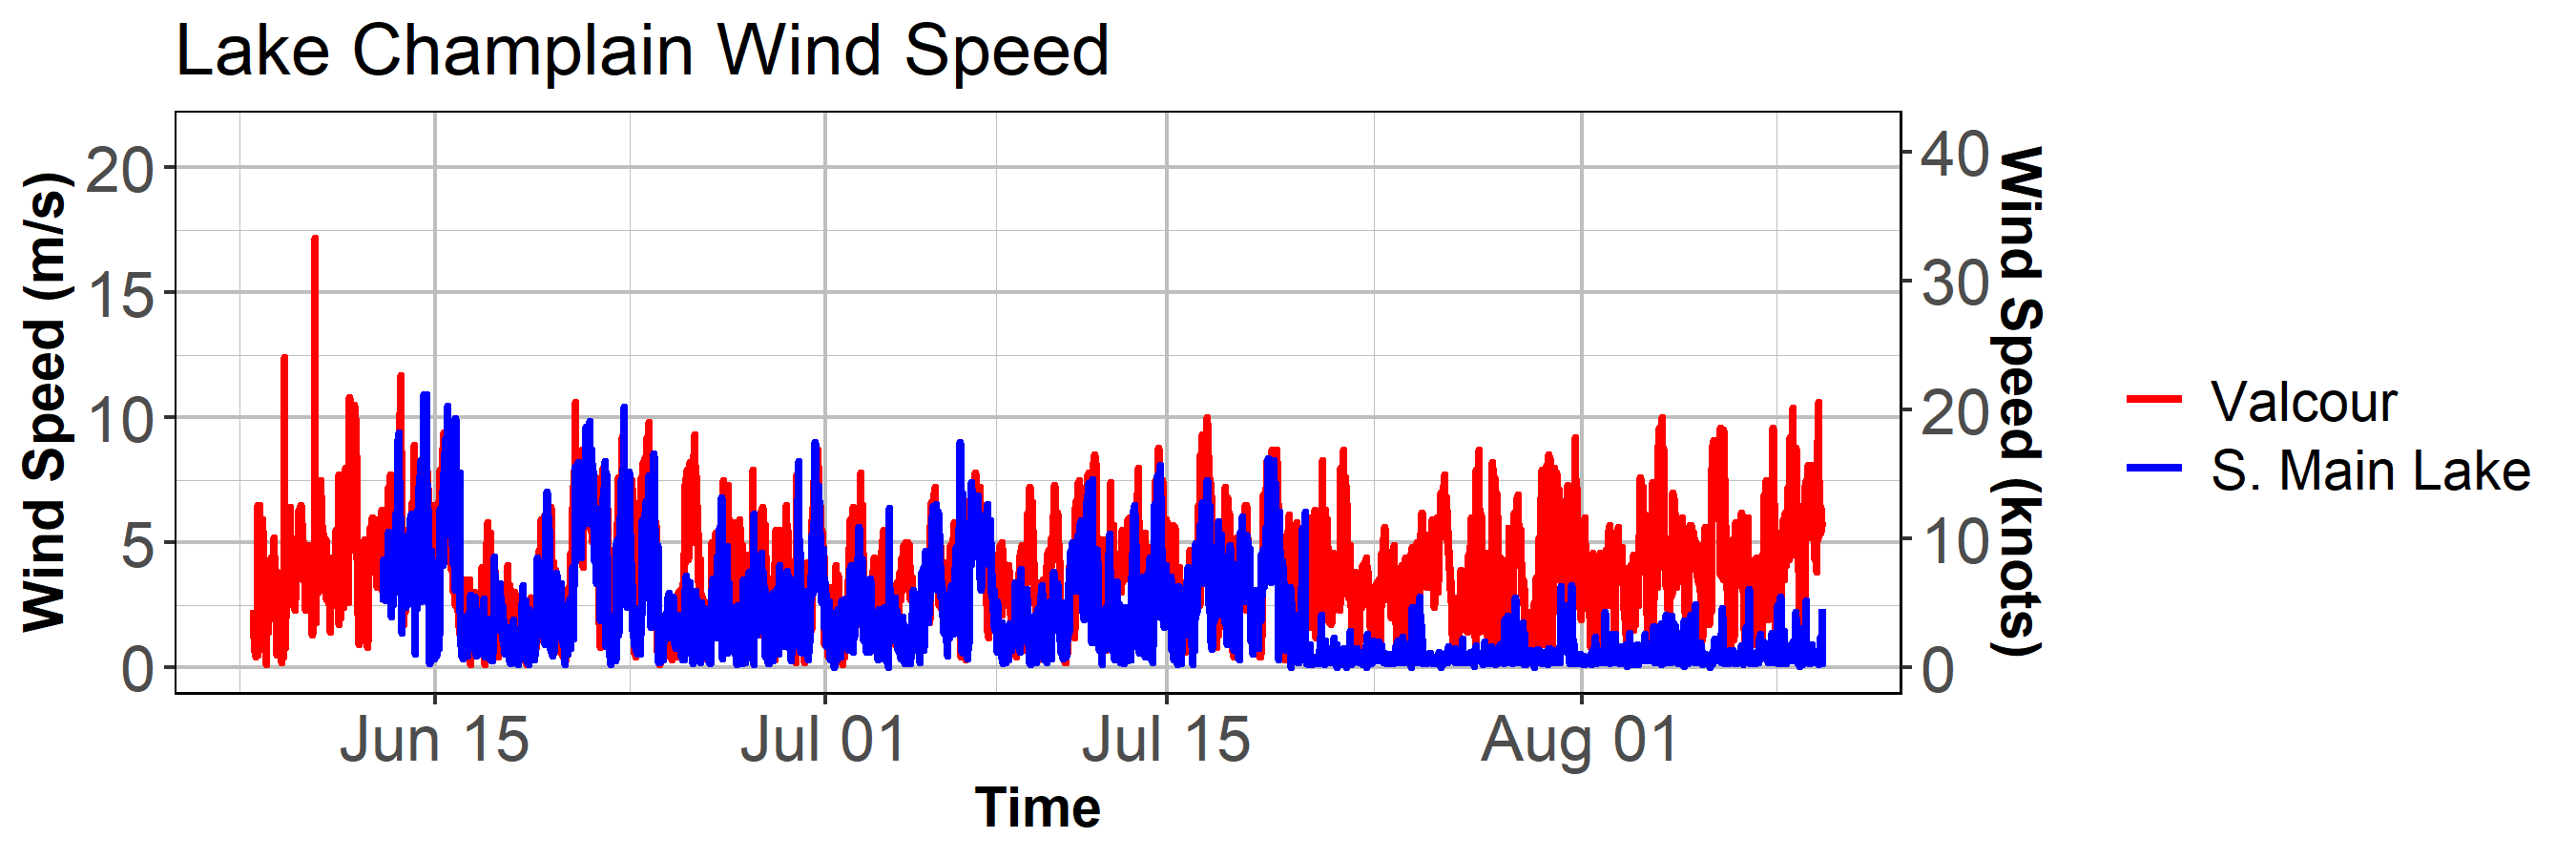 Lake Champlain Wind Speed
Wind Speed (m/s)
20
15
10
5
0
40
30
20
10
0
Wind Speed (knots)
Jun 15
Jul 01
Jul 15
Aug 01
Time
Valcour
S. Main Lake